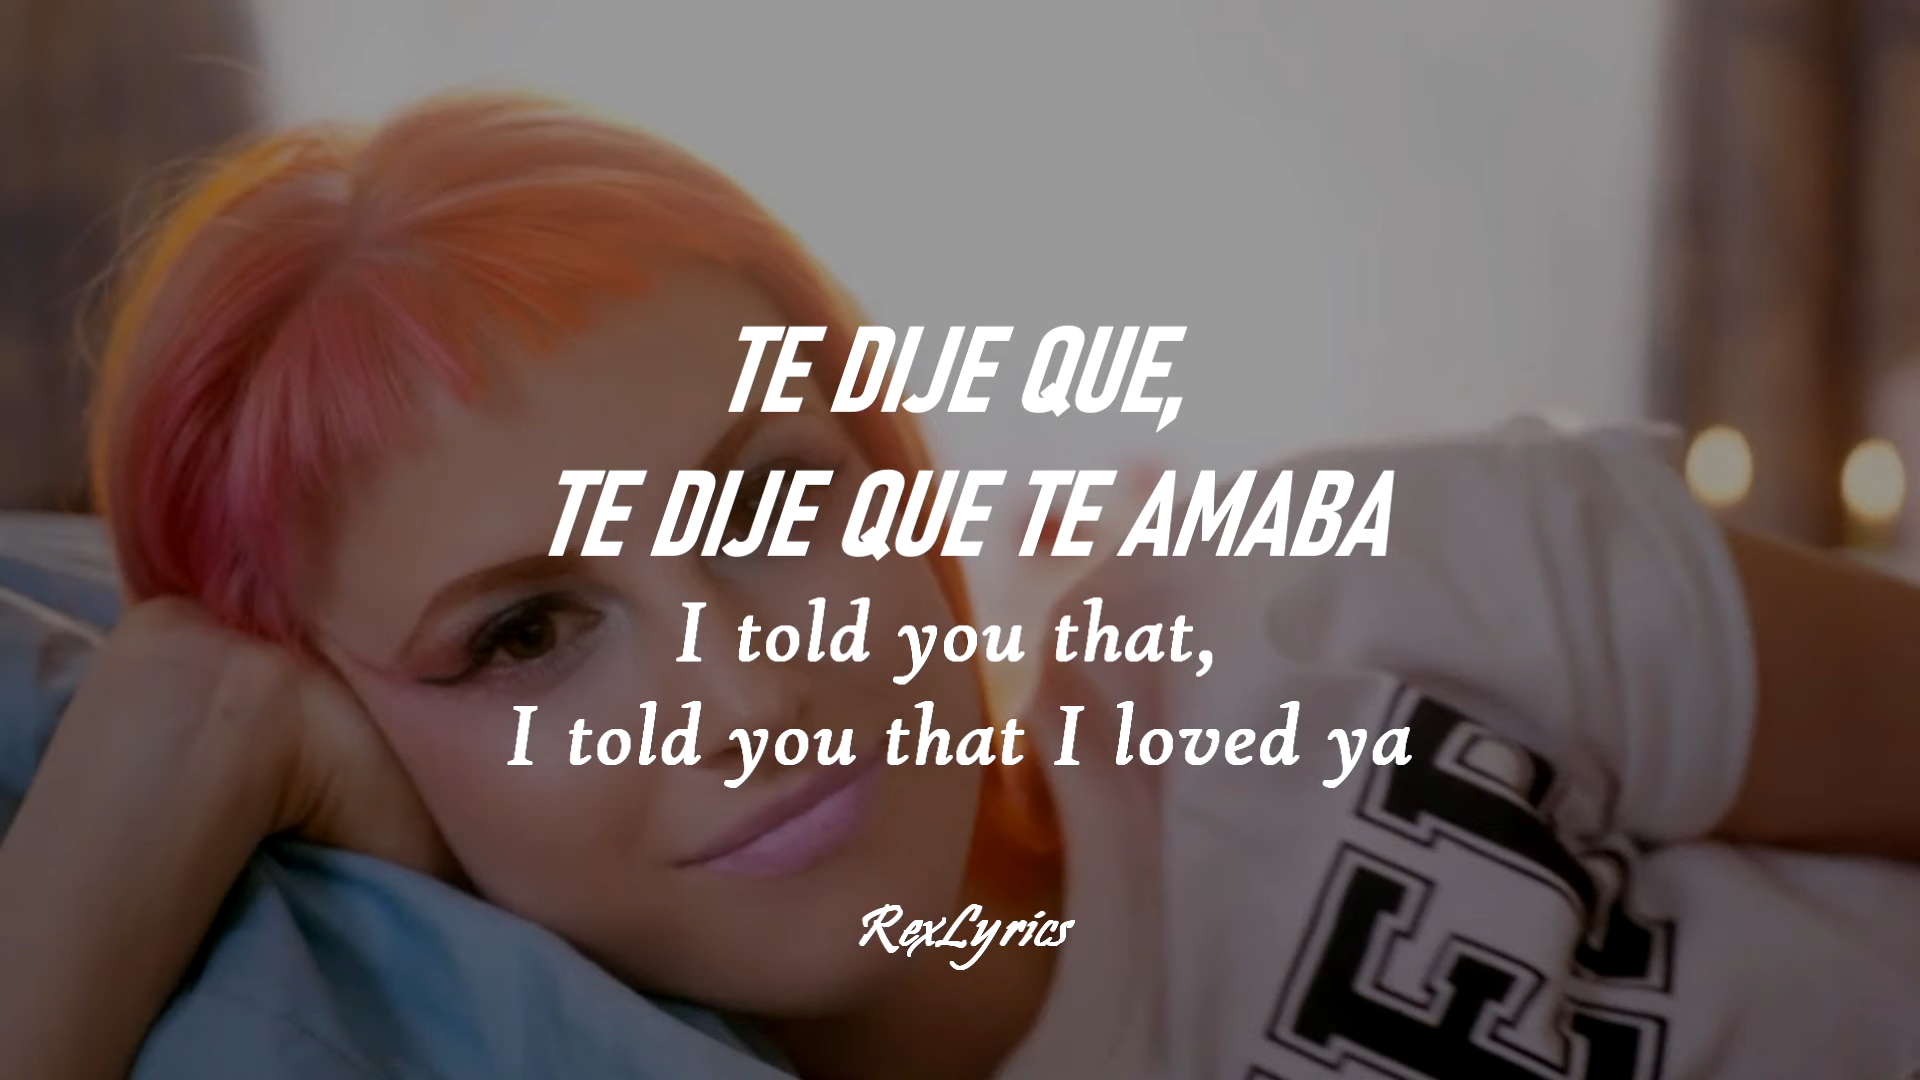 TE DIJE QUE,
TE DIJE QUE TE AMABA
I told you that,
I told you that I loved ya
RexLyrics